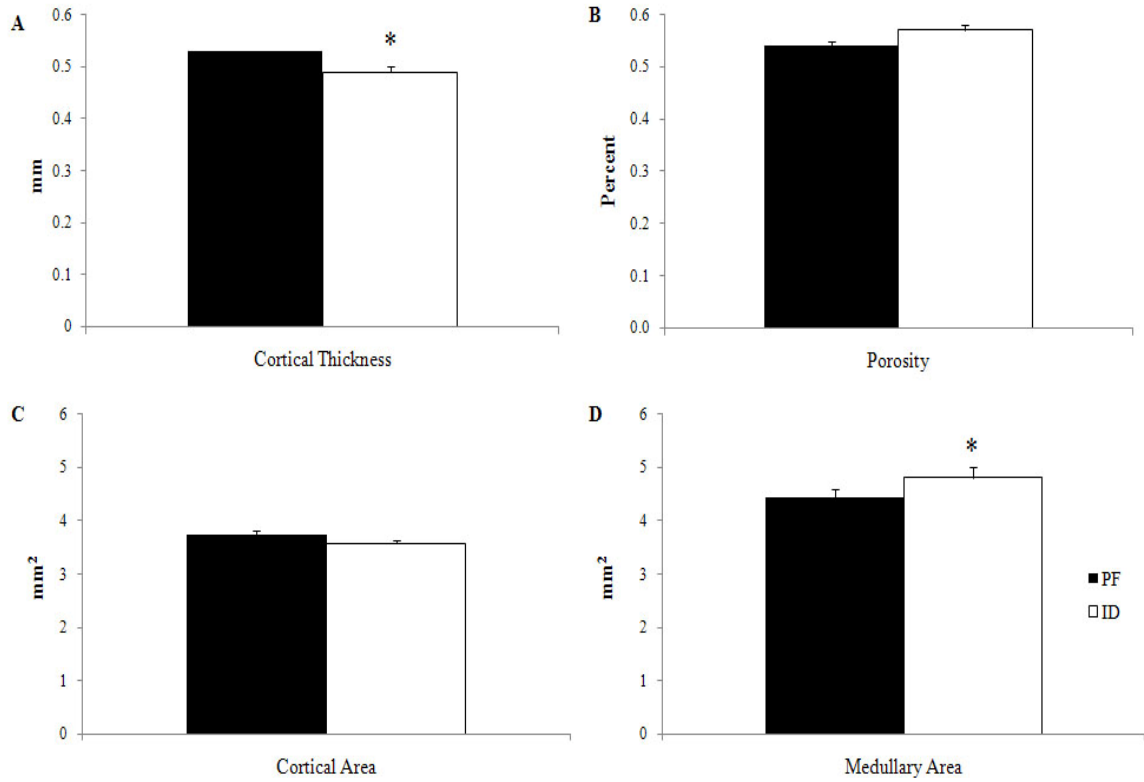 A
*
0.6
0.5
0.4
0.3
0.2
0.1
0
mm
Cortical Thickness
B
0.6
0.5
0.4
0.3
0.2
0.1
0.0
Percent
Porosity
C
6
5
4
3
2
1
0
mm²
Cortical Area
D
*
6
5
4
3
2
1
0
mm²
PF
ID
Medullary Area